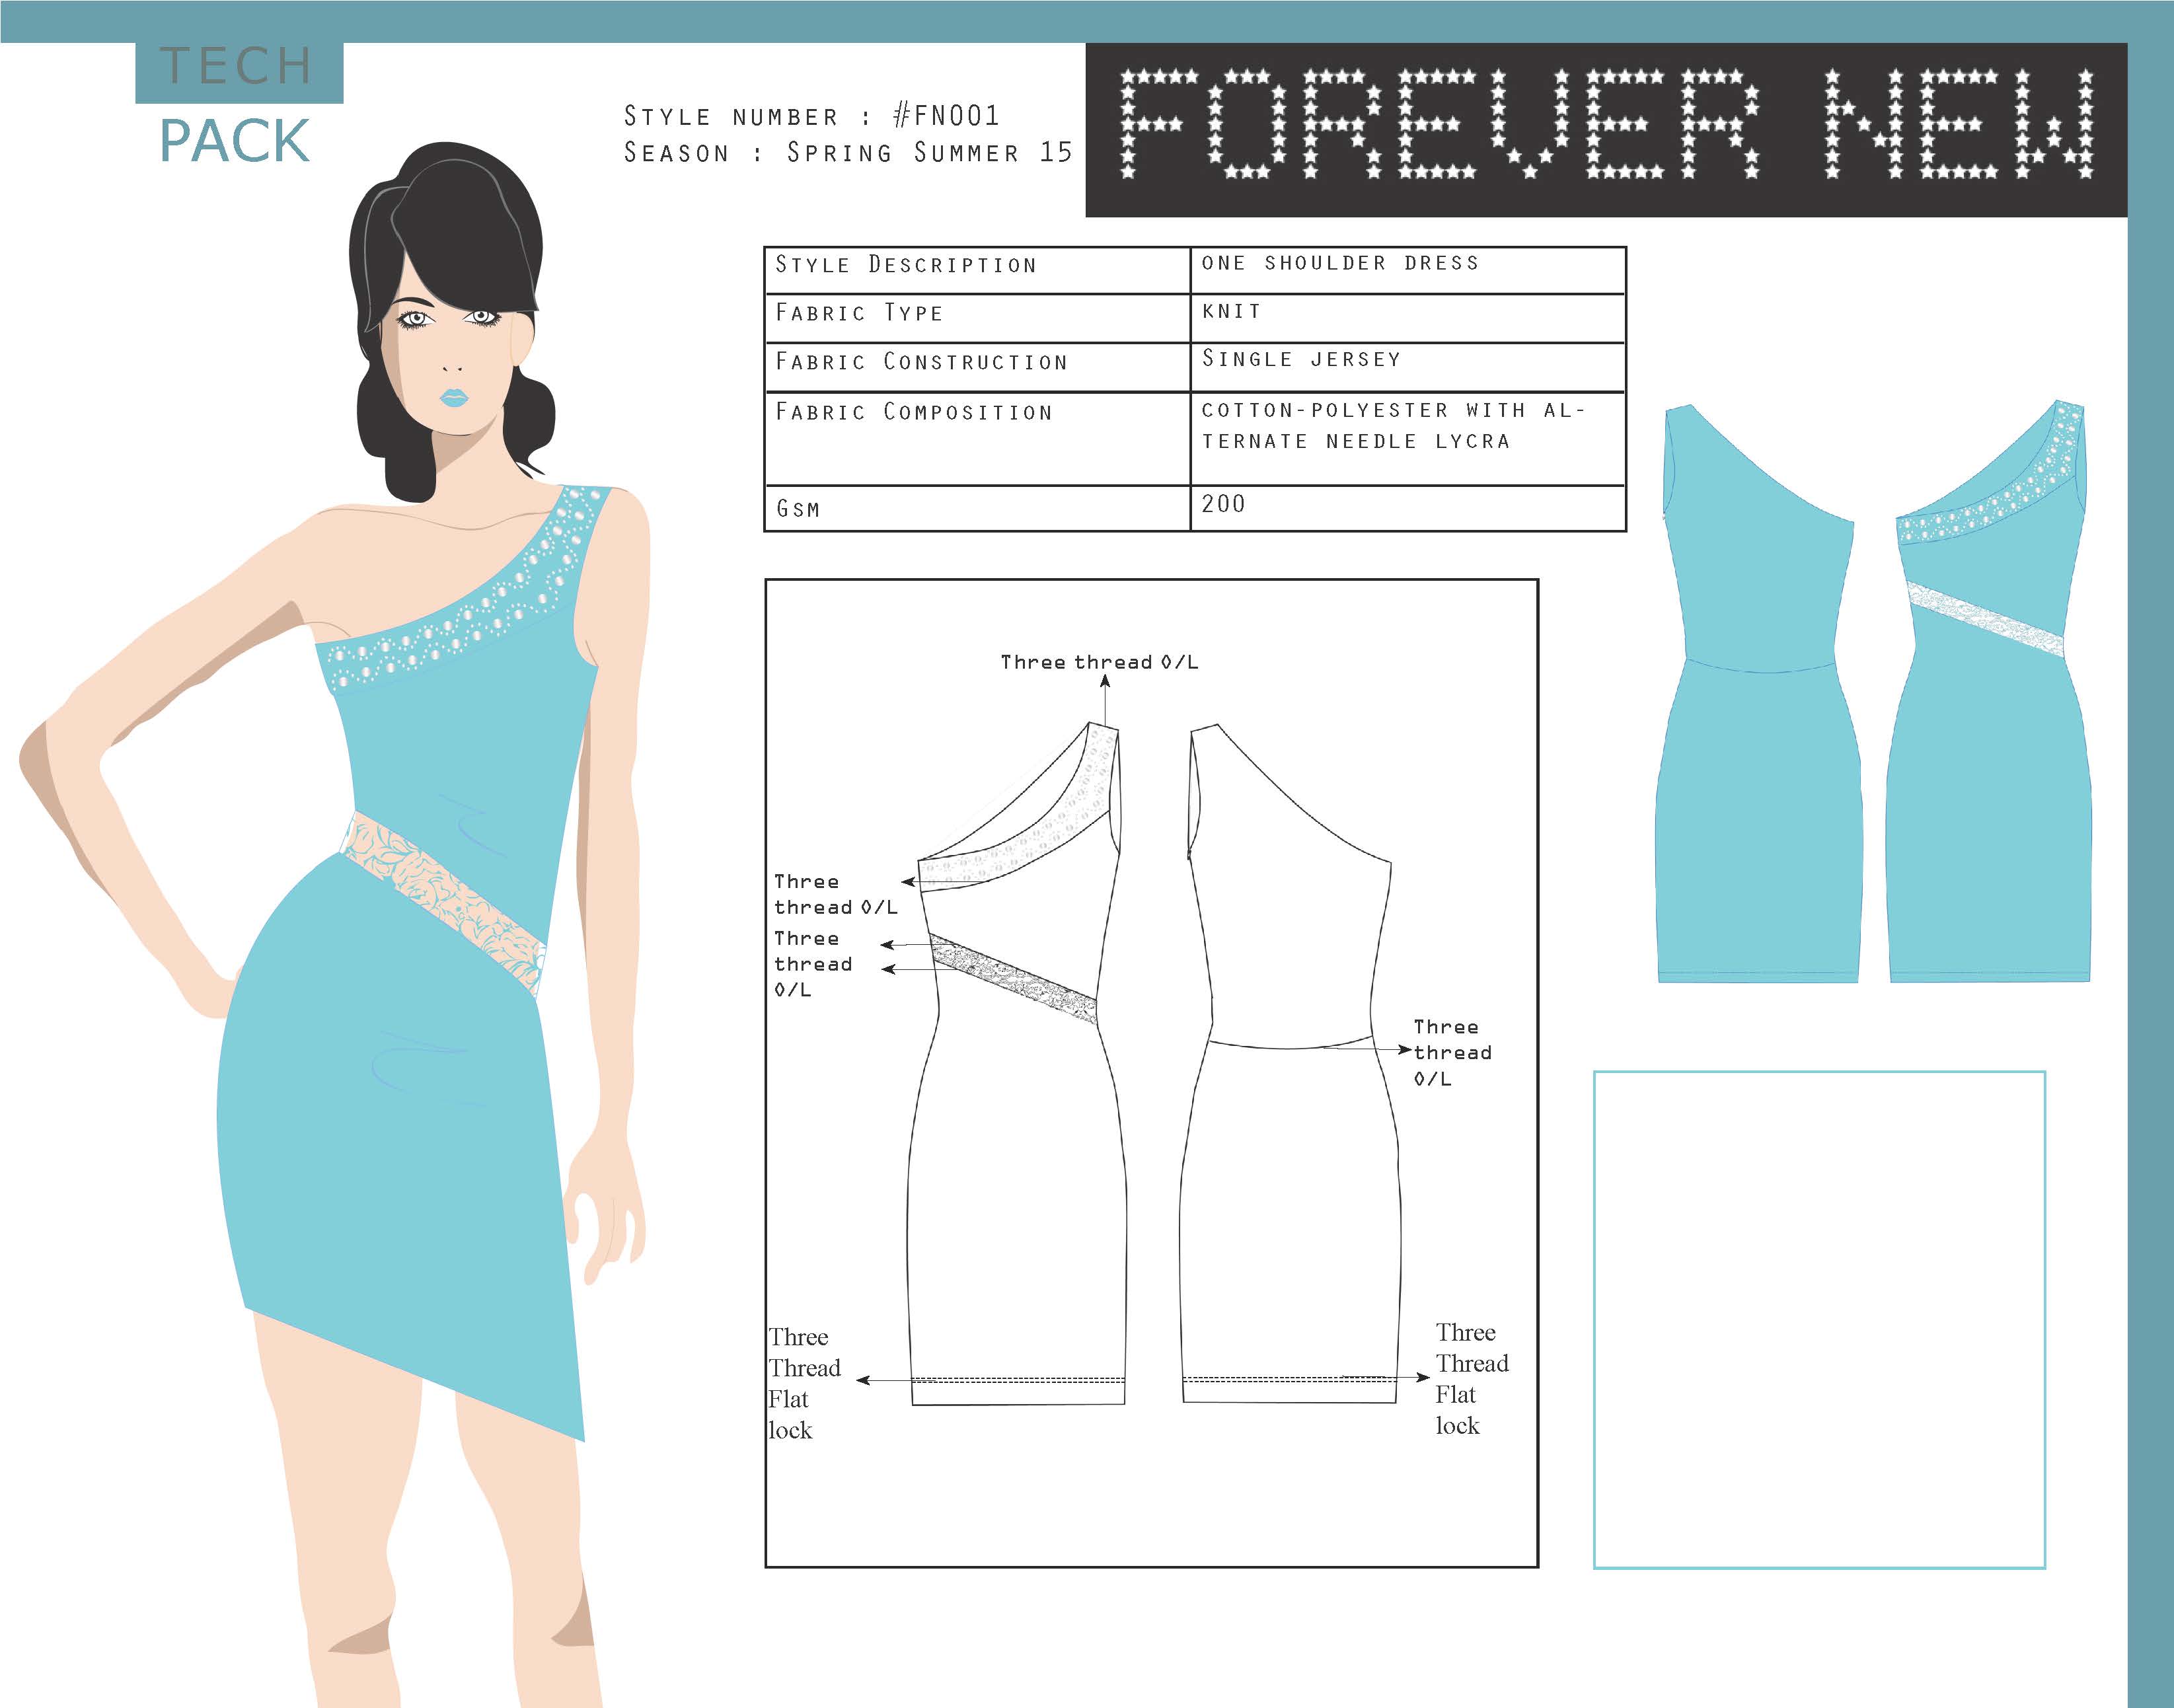 TECH
PACK
STYLE NUMBER : #FN001
SEASON : SPRING SUMMER 15
FOREVER NEW
STYLE DESCRIPTION
ONE SHOULDER DRESS
FABRIC TYPE
KNIT
FABRIC CONSTRUCTION
SINGLE JERSEY
FABRIC COMPOSITION
COTTON-POLYESTER WITH AL-
TERNATE NEEDLE LYCRA
GSM
200
Three thread O/L
Three
thread O/L
Three
thread
O/L
Three
thread
O/L
Three
Thread
Flat
lock
Three
Thread
Flat
lock